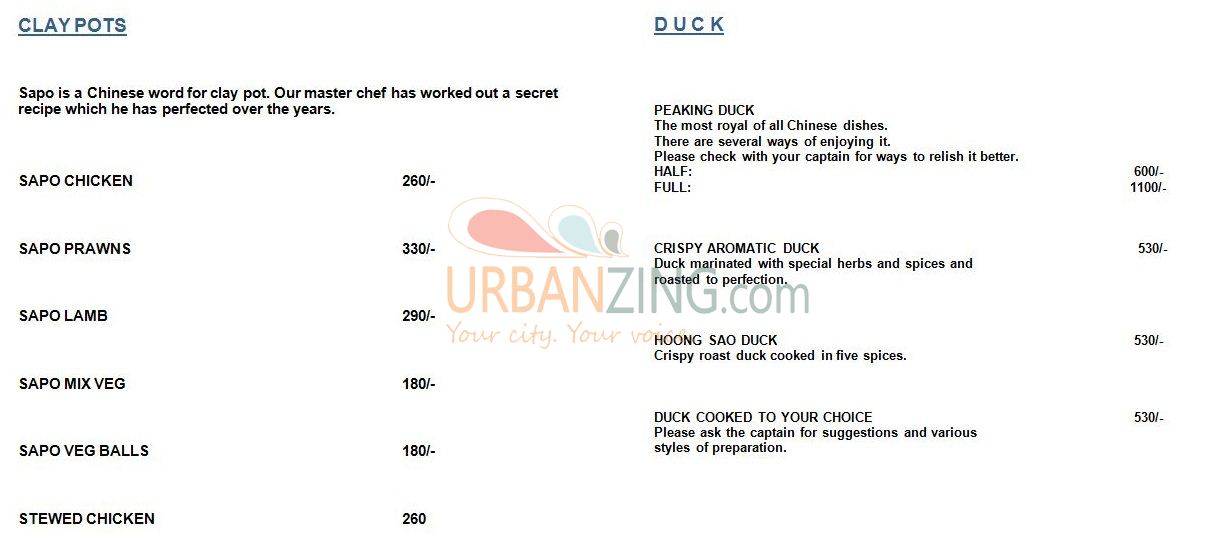 CLAY POTS
Sapo is a Chinese word for clay pot. Our master chef has worked out a secret
recipe which he has perfected over the years.
SAPO CHICKEN 260/-
SAPO PRAWNS 330/-
SAPO LAMB 290/-
SAPO MIX VEG 180/-
SAPO VEG BALLS 180/-
STEWED CHICKEN 260
DUCK
PEAKING DUCK
The most royal of all Chinese dishes.
There are several ways of enjoying it.
Please check with your captain for ways to relish it better.
HALF: 600/-
FULL: 1100/-
CRISPY AROMATIC DUCK 530/-
Duck marinated with special herbs and spices and
roasted to perfection.
HOONG SAO DUCK 530/-
Crispy roast duck cooked in five spices.
DUCK COOKED TO YOUR CHOICE 530/-
Please ask the captain for suggestions and various
styles of preparation.
URBANZING.com
Your city. Your voice.